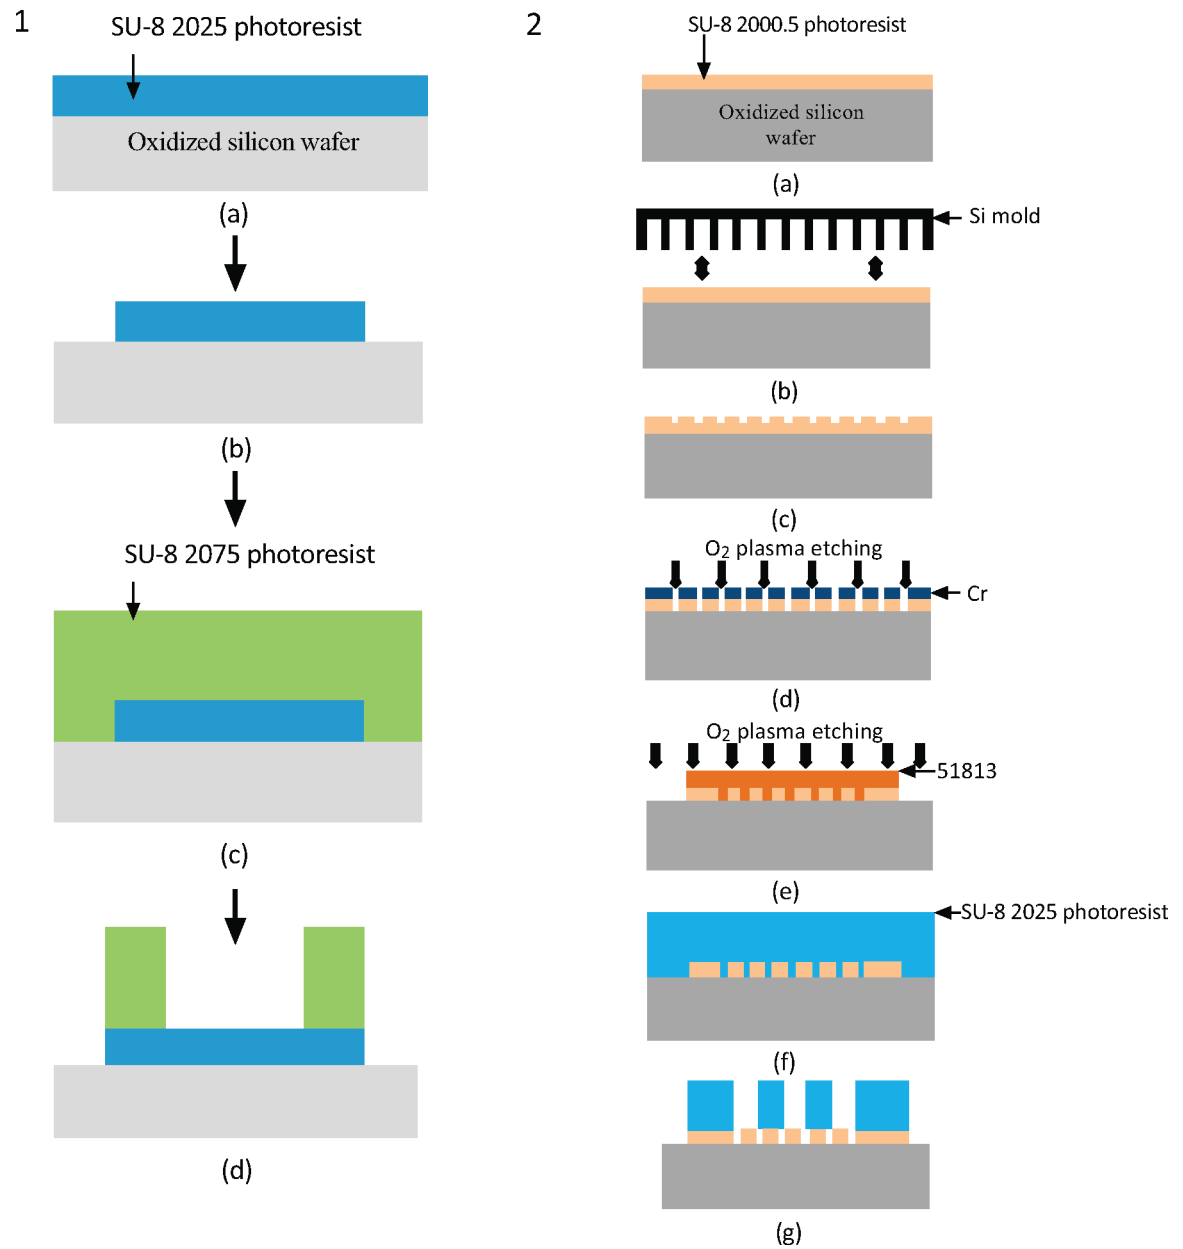 1
SU-8 2025 photoresist
Oxidized silicon wafer
(a)
(b)
SU-8 2075 photoresist
(c)
(d)
2
SU-8 2000.5 photoresist
Oxidized silicon
wafer
(a)
Si mold
(b)
(c)
O2 plasma etching
Cr
(d)
O2 plasma etching
51813
(e)
SU-8 2025 photoresist
(f)
(g)